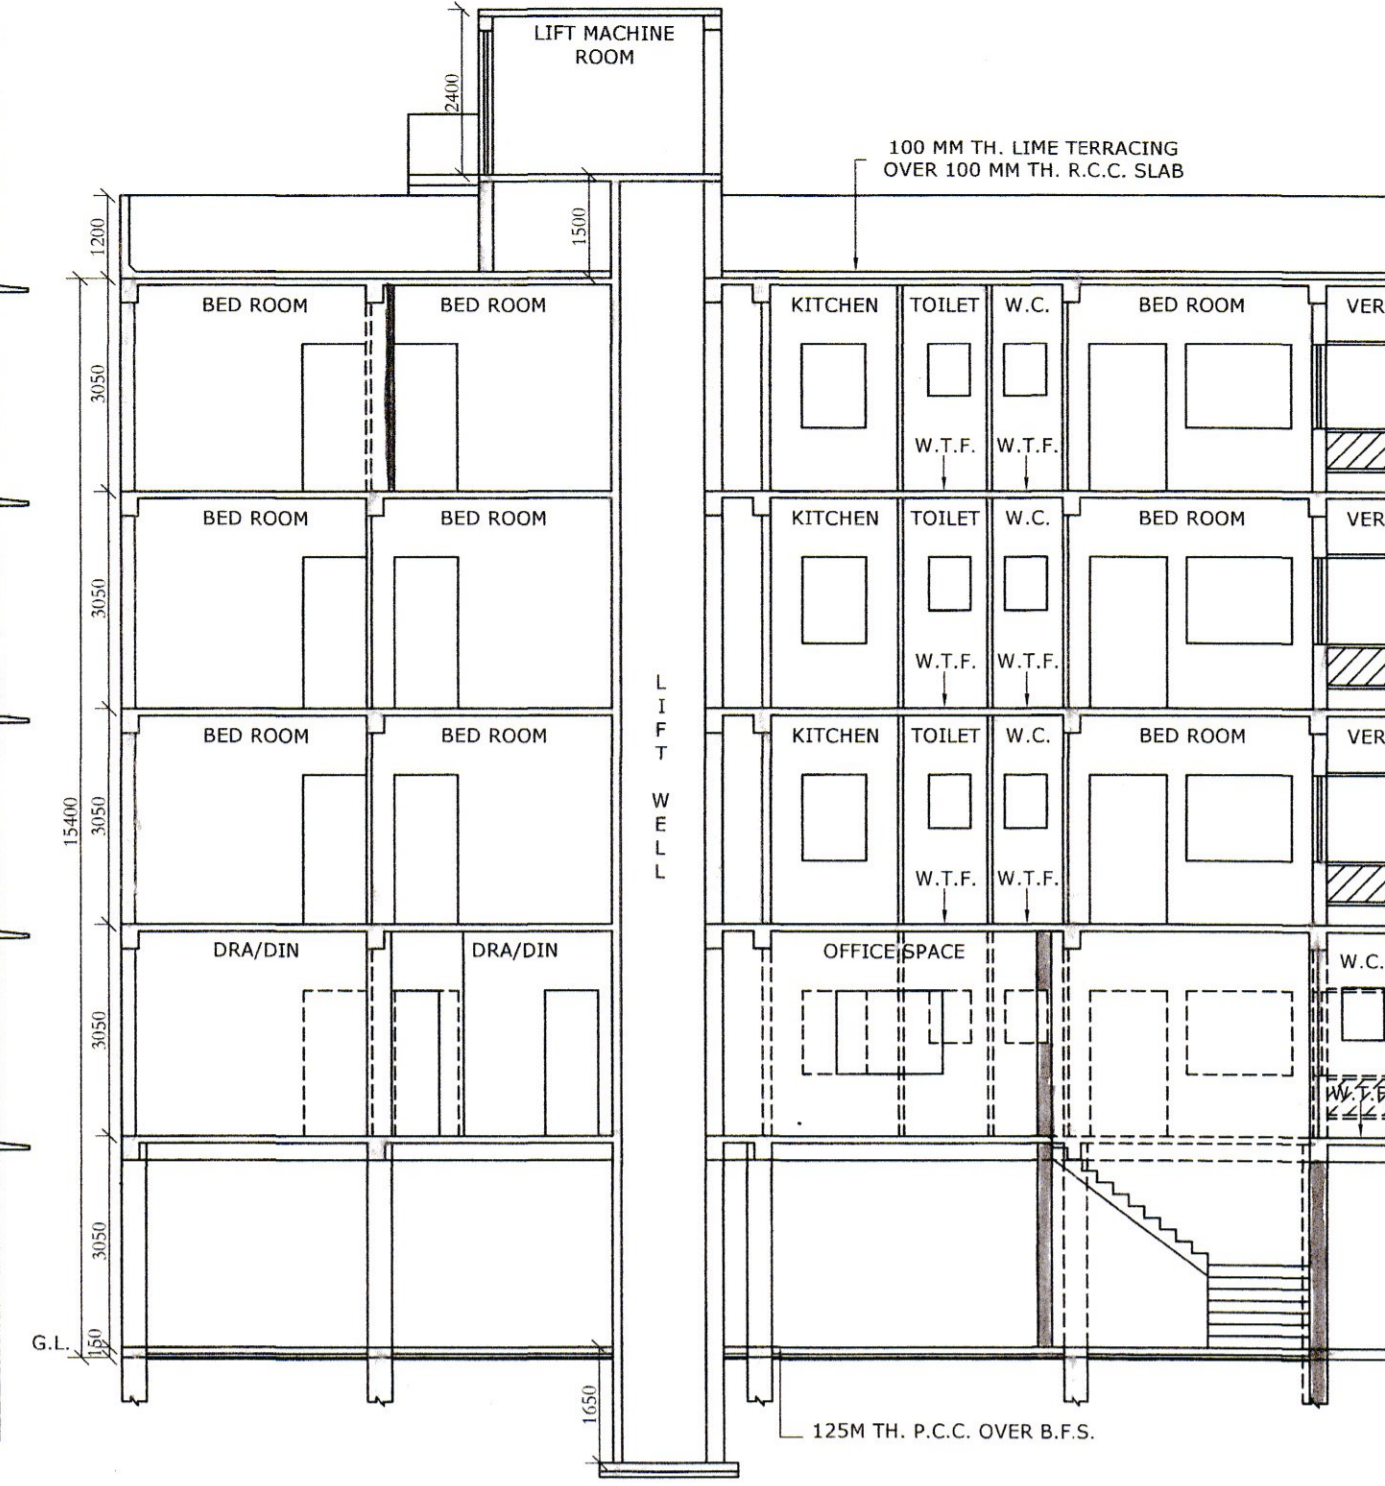 LIFT MACHINE
ROOM
2400
100 MM TH. LIME TERRACING
OVER 100 MM TH. R.C.C. SLAB
1200
1500
BED ROOM
BED ROOM
KITCHEN
TOILET
W.C.
BED ROOM
VER
3050
W.T.F.
W.T.F.
BED ROOM
BED ROOM
KITCHEN
TOILET
W.C.
BED ROOM
VER
3050
W.T.F.
W.T.F.
LIFT WELL
BED ROOM
BED ROOM
KITCHEN
TOILET
W.C.
BED ROOM
VER
15400
3050
W.T.F.
W.T.F.
DRA/DIN
DRA/DIN
OFFICE SPACE
W.C.
3050
W.T.F
3050
G.L.
150
1650
125M TH. P.C.C. OVER B.F.S.